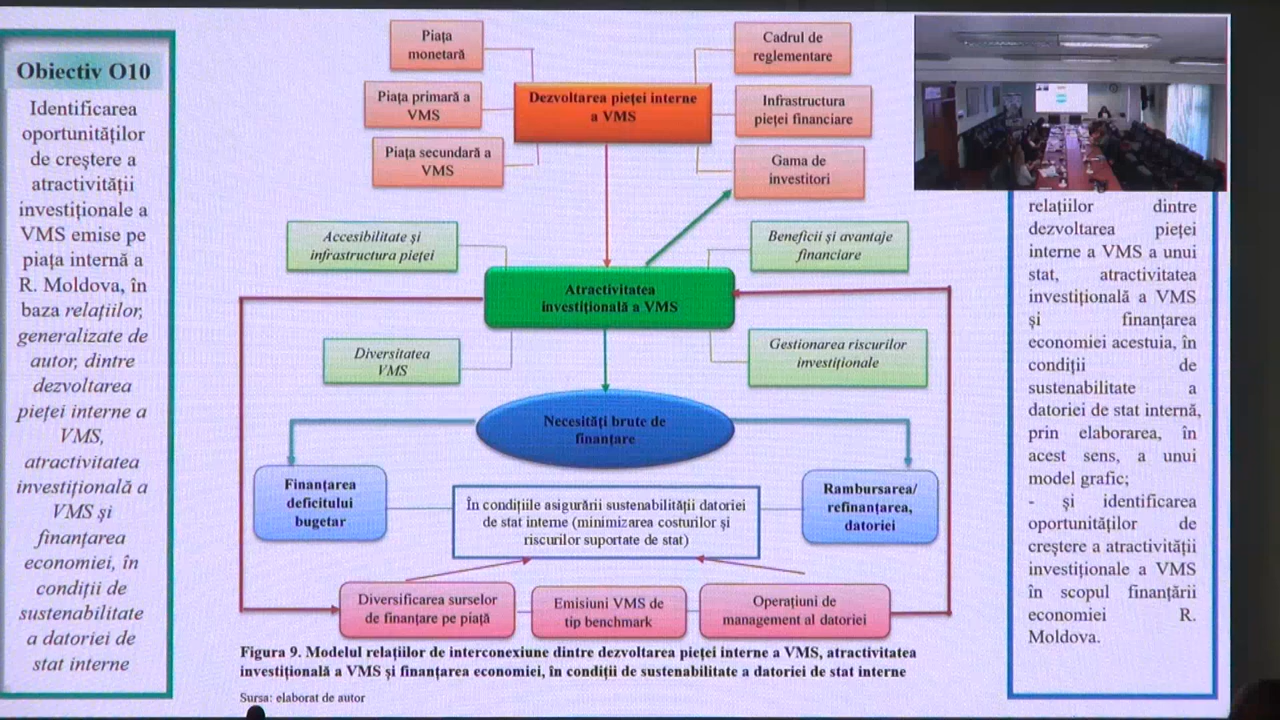 Obiectiv O10
Identificarea
oportunităților
de creștere a
atractivității
investiționale a
VMS emise pe
piața internă a
R. Moldova, în
baza relațiilor,
generalizate de
autor, dintre
dezvoltarea
pieței interne a
VMS,
atractivitatea
investițională a
VMS și
finanțarea
economiei, în
condiții de
sustenabilitate
a datoriei de
stat interne
Piața
monetară
Piața primară a
VMS
Piața secundară a
VMS
Dezvoltarea pieței interne
a VMS
Cadrul de
reglementare
Infrastructura
pieței financiare
Gama de
investitori
Accesibilitate și
infrastructura pieței
Beneficii și avantaje
financiare
Atractivitatea
investițională a VMS
Diversitatea
VMS
Gestionarea riscurilor
investiționale
Necesități brute de
finanțare
Finanțarea
deficitului
bugetar
În condițiile asigurării sustenabilității datoriei
de stat interne (minimizarea costurilor și
riscurilor suportate de stat)
Rambursarea/
refinanțarea,
datoriei
Diversificarea surselor
de finanțare pe piață
Emisiuni VMS de
tip benchmark
Operațiuni de
management al datoriei
Figura 9. Modelul relațiilor de interconexiune dintre dezvoltarea pieței interne a VMS, atractivitatea
investițională a VMS și finanțarea economiei, în condiții de sustenabilitate a datoriei de stat interne
Sursa: elaborat de autor
relațiilor dintre
dezvoltarea pieței
interne a VMS a unui
stat, atractivitatea
investițională a VMS
și finanțarea
economiei acestuia, în
condiții de
sustenabilitate a
datoriei de stat internă,
prin elaborarea, în
acest sens, a unui
model grafic;
- și identificarea
oportunităților de
creștere a atractivității
investiționale a VMS
în scopul finanțării
economiei R.
Moldova.